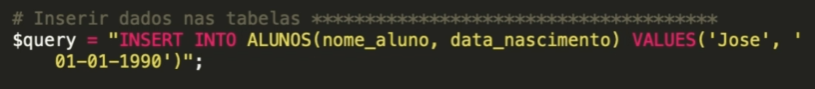 # Inserir dados nas tabelas **************************************
$query = "INSERT INTO ALUNOS(nome_aluno, data_nascimento) VALUES('Jose', '
01-01-1990')";